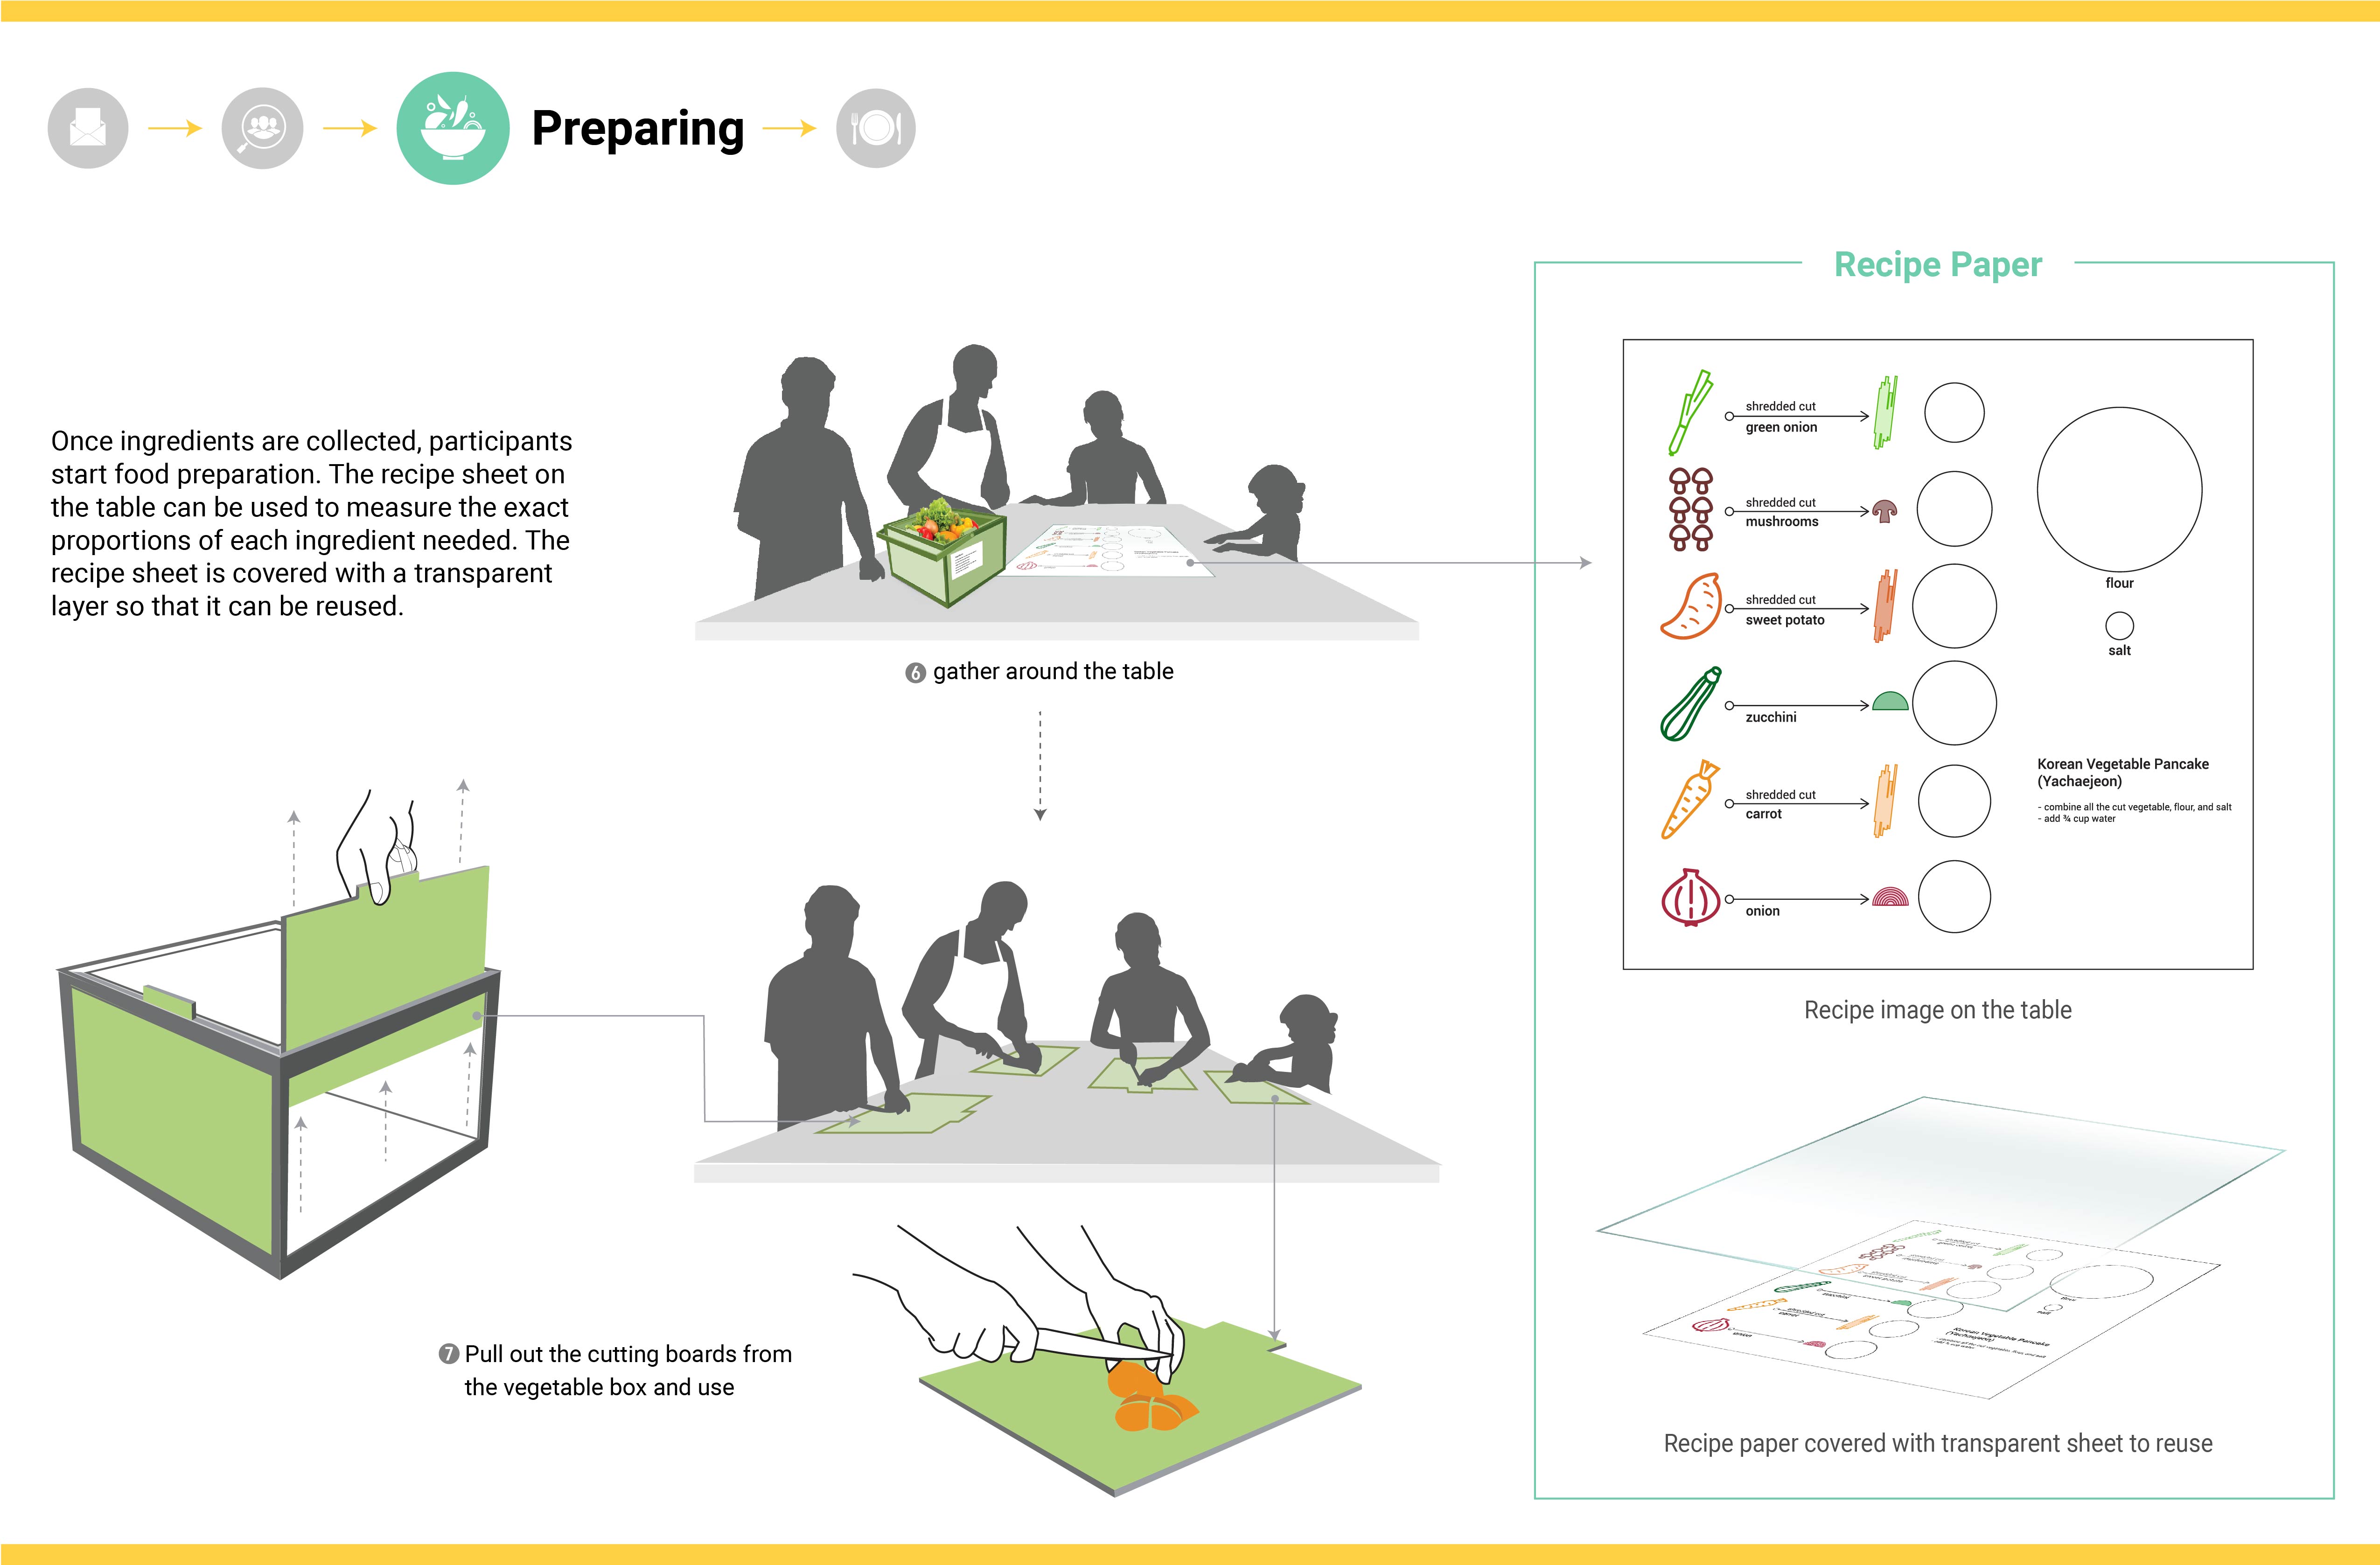 Preparing
Once ingredients are collected, participants
start food preparation. The recipe sheet on
the table can be used to measure the exact
proportions of each ingredient needed. The
recipe sheet is covered with a transparent
layer so that it can be reused.
6 gather around the table
7 Pull out the cutting boards from
the vegetable box and use
Recipe Paper
shredded cut
green onion
shredded cut
mushrooms
shredded cut
sweet potato
zucchini
shredded cut
carrot
onion
flour
salt
Korean Vegetable Pancake
(Yachaejeon)
- combine all the cut vegetable, flour, and salt
- add ¾ cup water
Recipe image on the table
Korean Vegetable Pancake
(Yachaejeon)
Recipe paper covered with transparent sheet to reuse